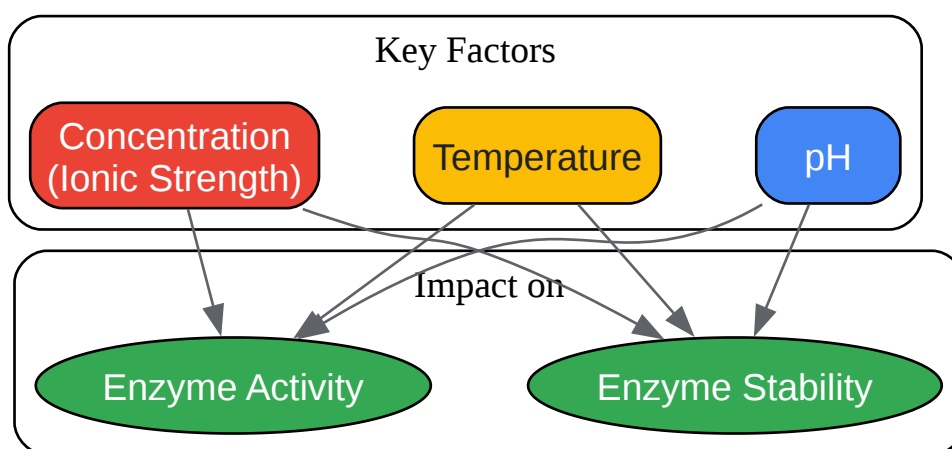 Key Factors
Concentration
(Ionic Strength)
Temperature
pH
Impact on
Enzyme Activity
Enzyme Stability